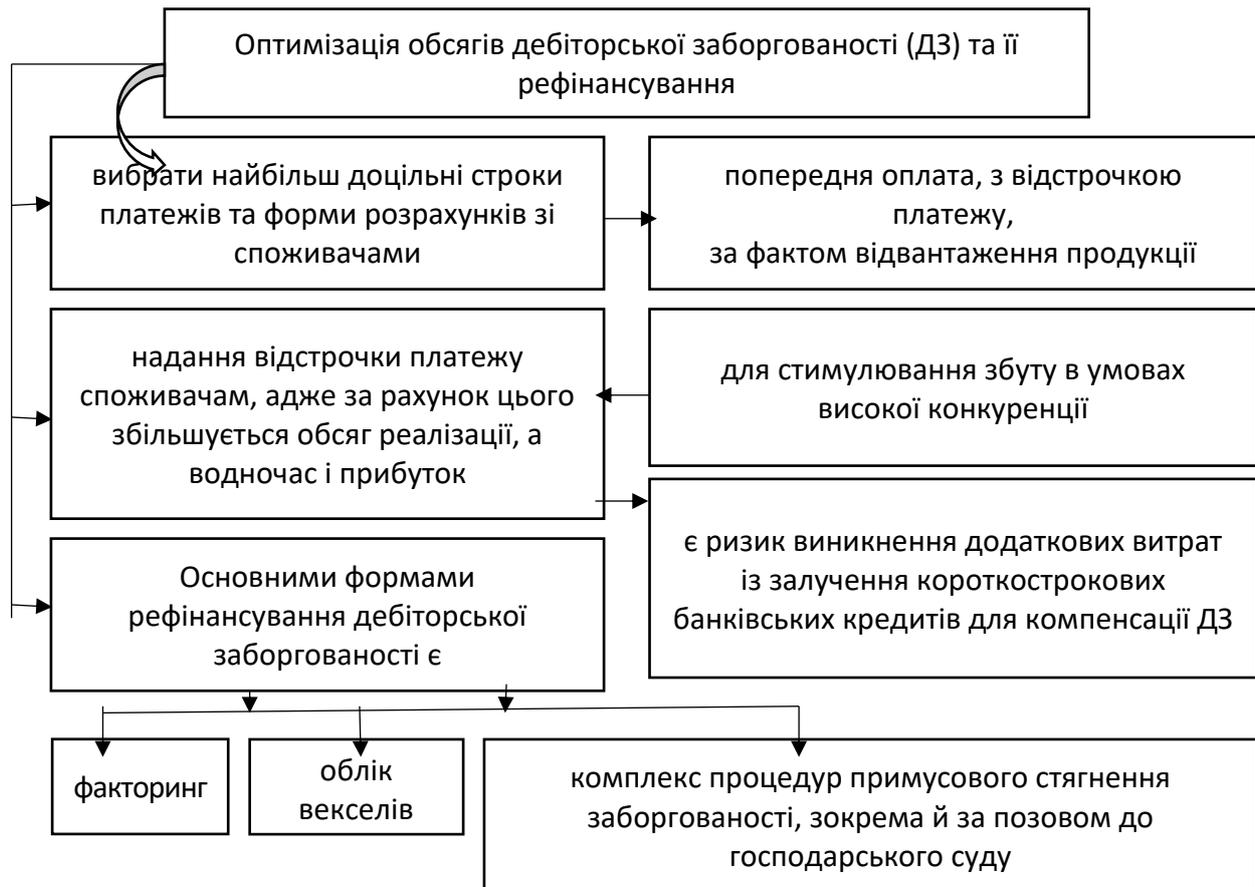 Оптимізація обсягів дебіторської заборгованості (ДЗ) та її
рефінансування
вибрати найбільш доцільні строки
платежів та форми розрахунків зі
споживачами
попередня оплата, з відстрочкою
платежу,
за фактом відвантаження продукції
надання відстрочки платежу
споживачам, адже за рахунок цього
збільшується обсяг реалізації, а
водночас і прибуток
для стимулювання збуту в умовах
високої конкуренції
є ризик виникнення додаткових витрат
із залучення короткострокових
банківських кредитів для компенсації ДЗ
Основними формами
рефінансування дебіторської
заборгованості є
факторинг
облік
векселів
комплекс процедур примусового стягнення
заборгованості, зокрема й за позовом до
господарського суду